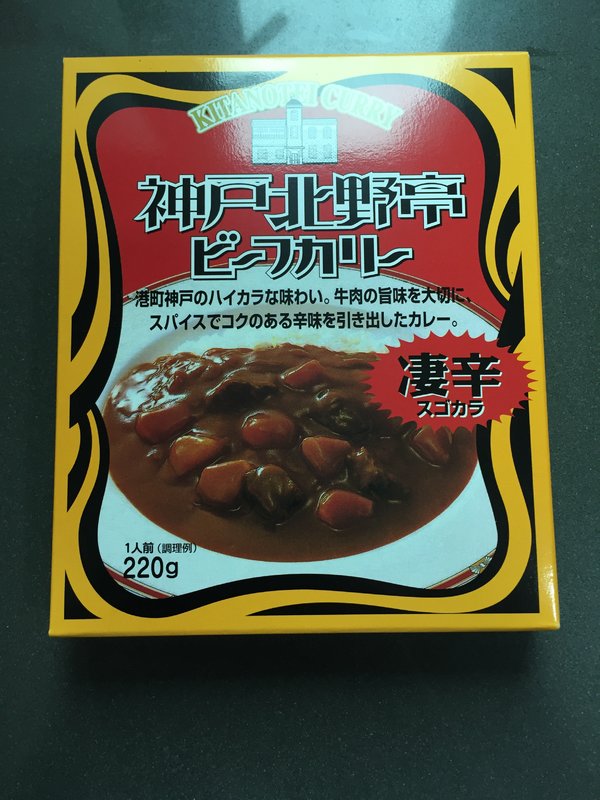 KITANOTEI CURRY
神戸北野亭
ビーフカリー
港町神戸のハイカラな味わい。牛肉の旨味を大切に、
スパイスでコクのある辛味を引き出したカレー。
凄辛
スゴカラ
1人前（調理例）
220g